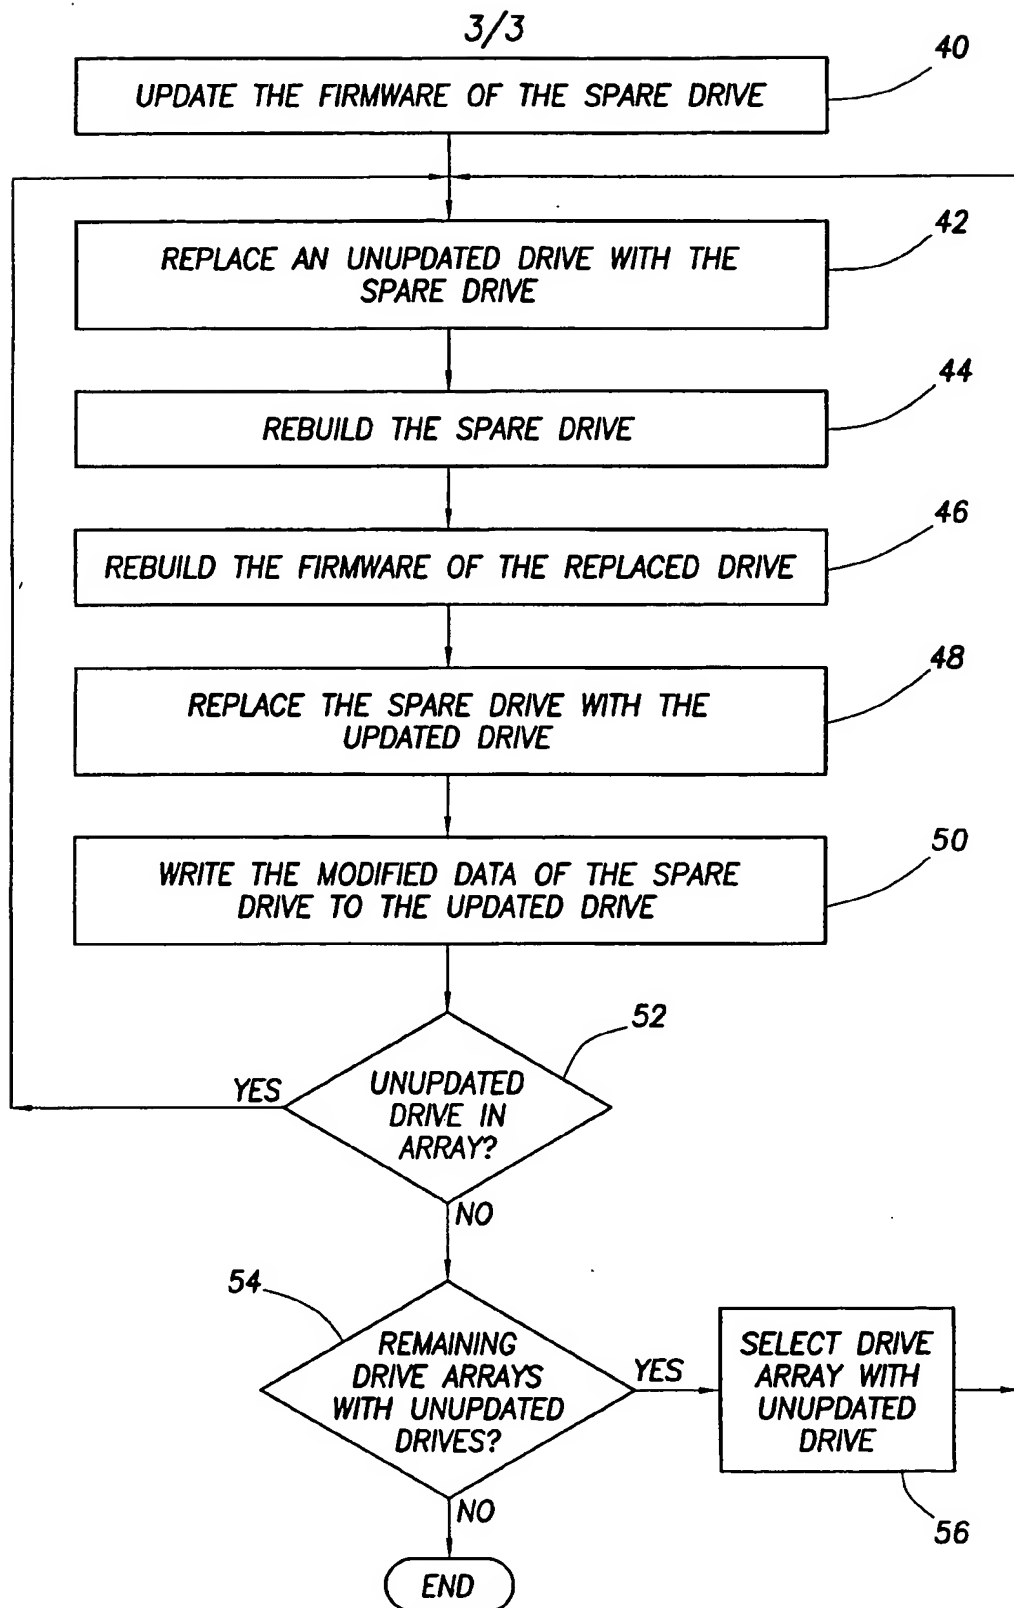 3/3
40
UPDATE THE FIRMWARE OF THE SPARE DRIVE
42
REPLACE AN UNUPDATED DRIVE WITH THE
SPARE DRIVE
44
REBUILD THE SPARE DRIVE
46
REBUILD THE FIRMWARE OF THE REPLACED DRIVE
48
REPLACE THE SPARE DRIVE WITH THE
UPDATED DRIVE
50
WRITE THE MODIFIED DATA OF THE SPARE
DRIVE TO THE UPDATED DRIVE
52
YES
UNUPDATED
DRIVE IN
ARRAY?
NO
54
REMAINING
DRIVE ARRAYS
WITH UNUPDATED
DRIVES?
YES
SELECT DRIVE
ARRAY WITH
UNUPDATED
DRIVE
56
NO
END